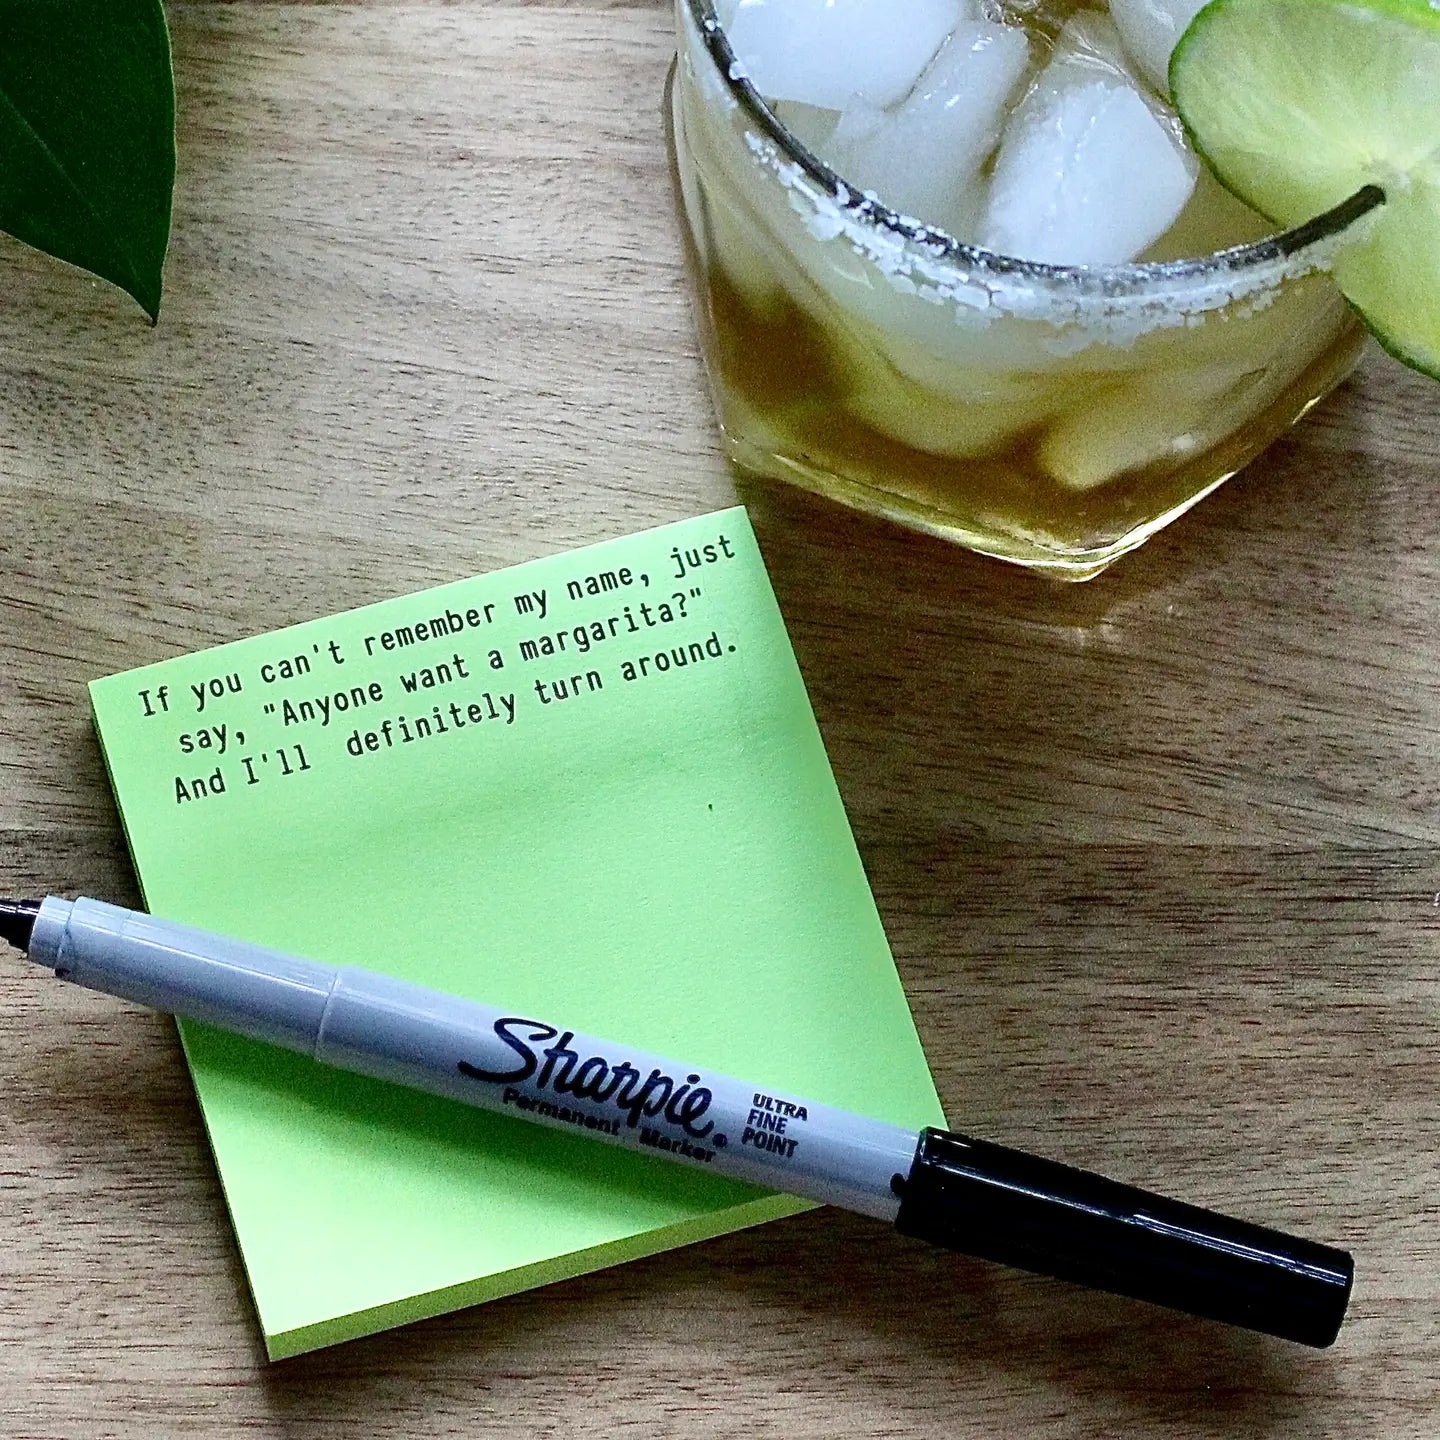 If you can't remember my name, just
say, "Anyone want a margarita?"
And I'll definitely turn around.
Sharpie®
Permanent Marker
ULTRA
FINE
POINT